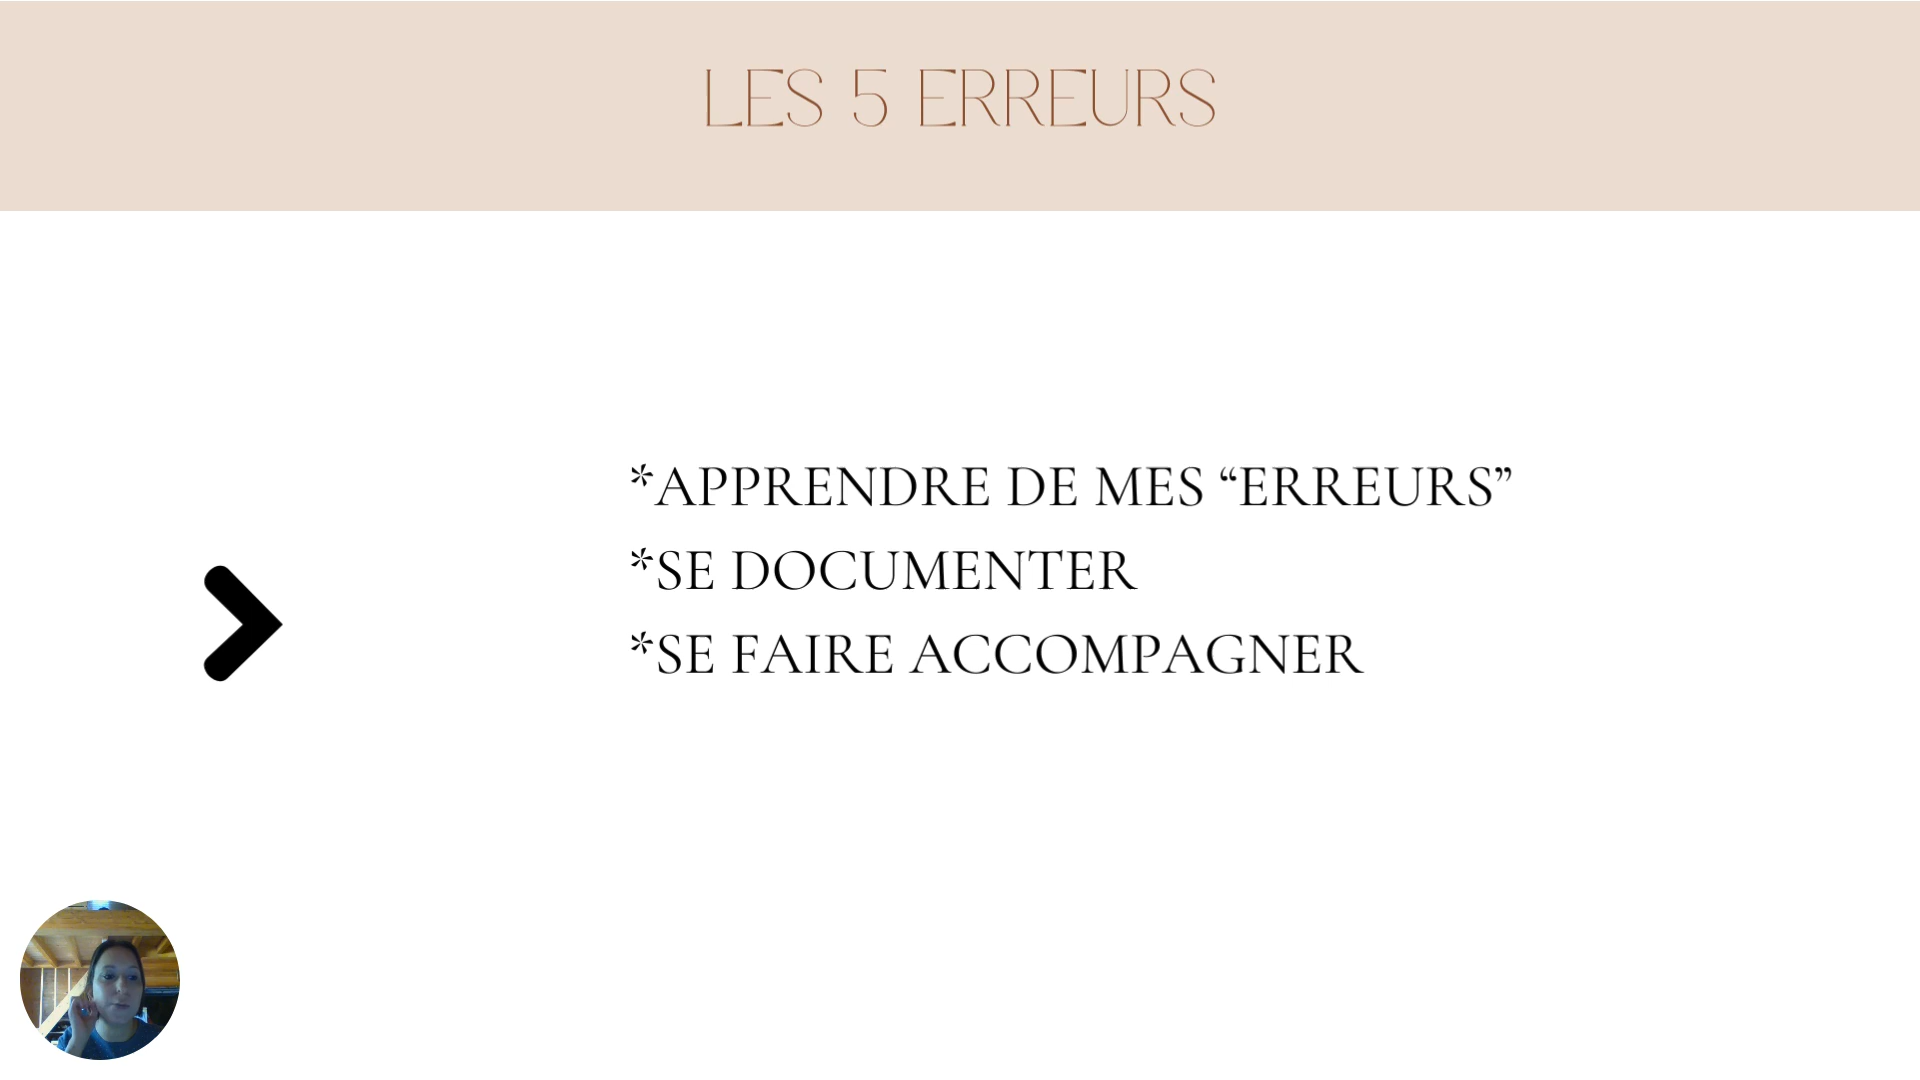 LES 5 ERREURS
*APPRENDRE DE MES “ERREURS”
*SE DOCUMENTER
*SE FAIRE ACCOMPAGNER